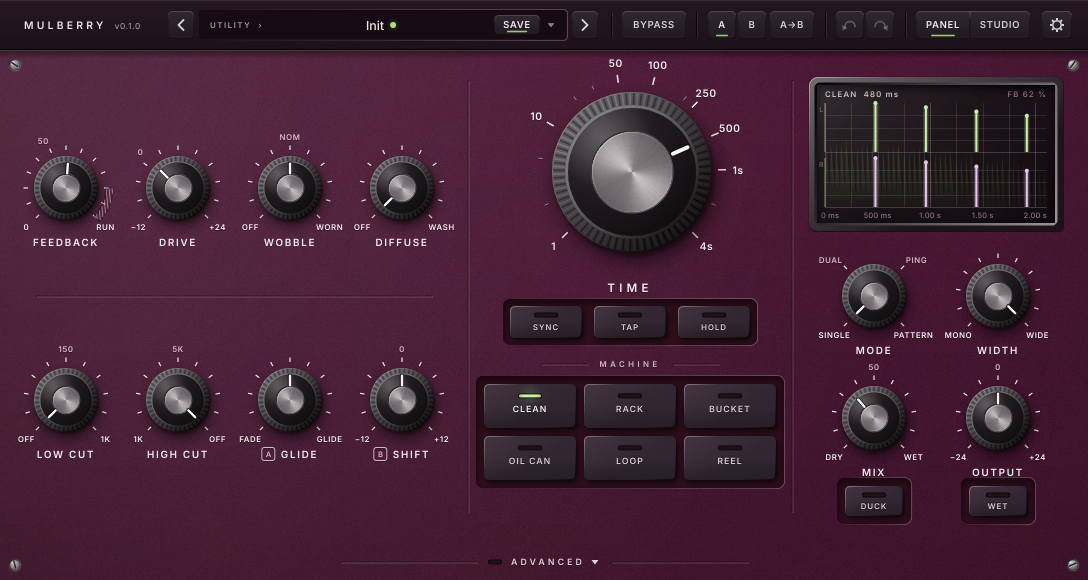 MULBERRY v0.1.0
UTILITY ›
Init
SAVE
BYPASS
A
B
A→B
PANEL
STUDIO
50
0
RUN
FEEDBACK
0
−12
+24
DRIVE
NOM
OFF
WORN
WOBBLE
OFF
WASH
DIFFUSE
150
OFF
1K
LOW CUT
5K
1K
OFF
HIGH CUT
FADE
GLIDE
A GLIDE
0
−12
+12
B SHIFT
50
100
10
250
500
1s
1
4s
TIME
SYNC
TAP
HOLD
MACHINE
CLEAN
RACK
BUCKET
OIL CAN
LOOP
REEL
CLEAN 480 ms
FB 62 %
L
R
0 ms
500 ms
1.00 s
1.50 s
2.00 s
DUAL
PING
SINGLE
PATTERN
MODE
MONO
WIDE
WIDTH
50
DRY
WET
MIX
0
−24
+24
OUTPUT
DUCK
WET
ADVANCED